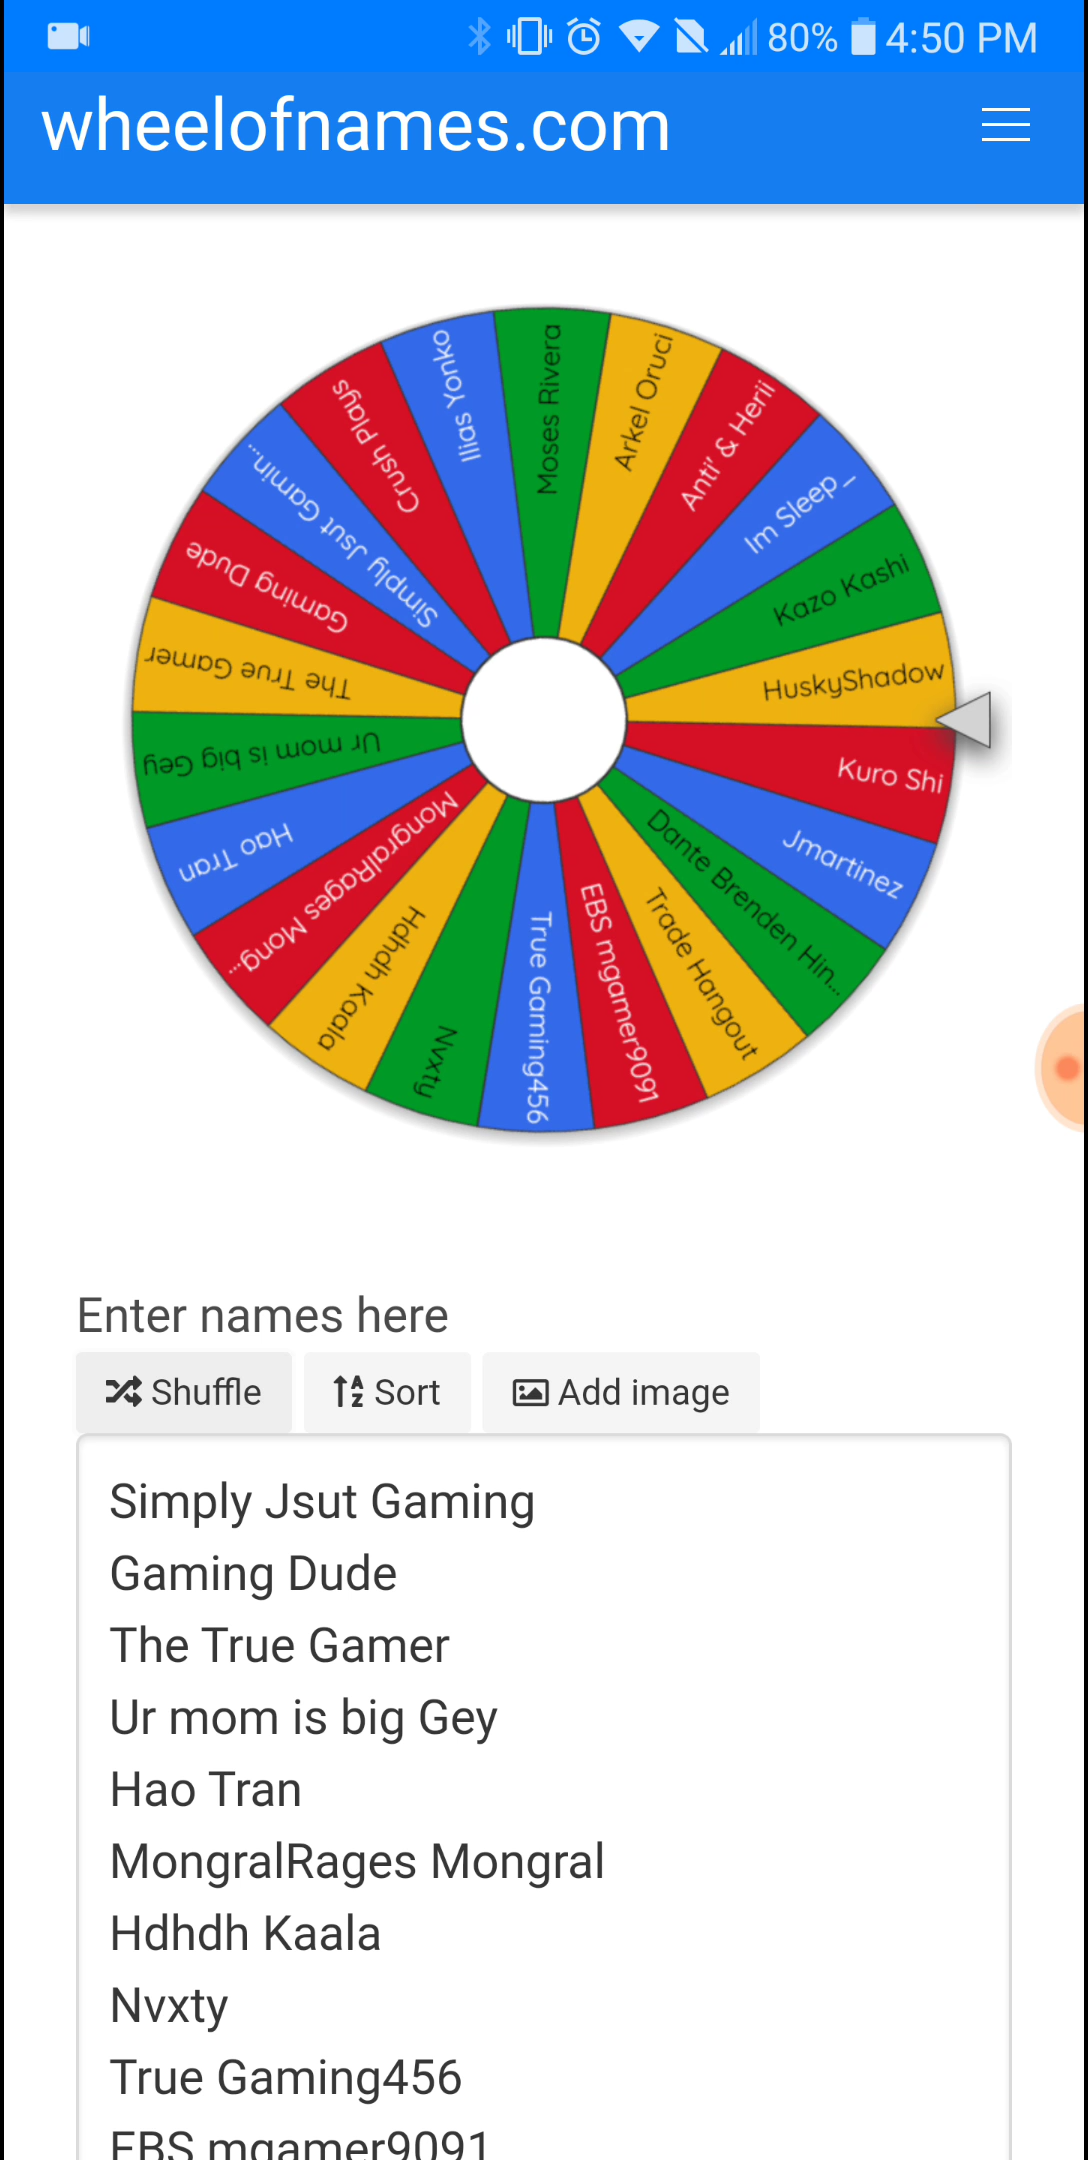 80% 4:50 PM
wheelofnames.com
Moses Rivera
Arkel Oruci
Anti' & Herii
Im Sleep _
Kazo Kashi
HuskyShadow
Kuro Shi
Jmartinez
Dante Brenden Hin...
Trade Hangout
EBS mgamer9091
True Gaming456
Nvxty
Hdhdh Kaala
MongralRages Mong...
Hao Tran
Ur mom is big Gey
The True Gamer
Gaming Dude
Simply Jsut Gamin...
Crush Plays
Ilias Yonko
Enter names here
Shuffle Sort Add image
Simply Jsut Gaming
Gaming Dude
The True Gamer
Ur mom is big Gey
Hao Tran
MongralRages Mongral
Hdhdh Kaala
Nvxty
True Gaming456
EBS mgamer9091